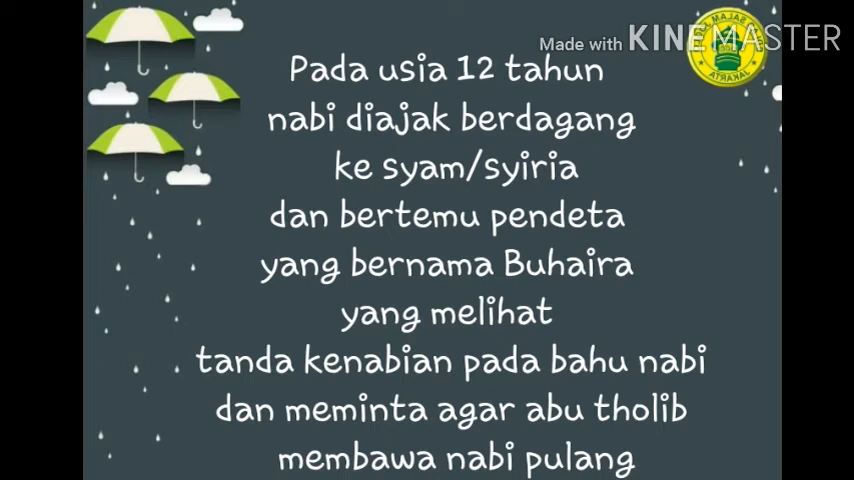 Made with KINEMASTER
Pada usia 12 tahun
nabi diajak berdagang
ke syam/syiria
dan bertemu pendeta
yang bernama Buhaira
yang melihat
tanda kenabian pada bahu nabi
dan meminta agar abu tholib
membawa nabi pulang
JAKARTA